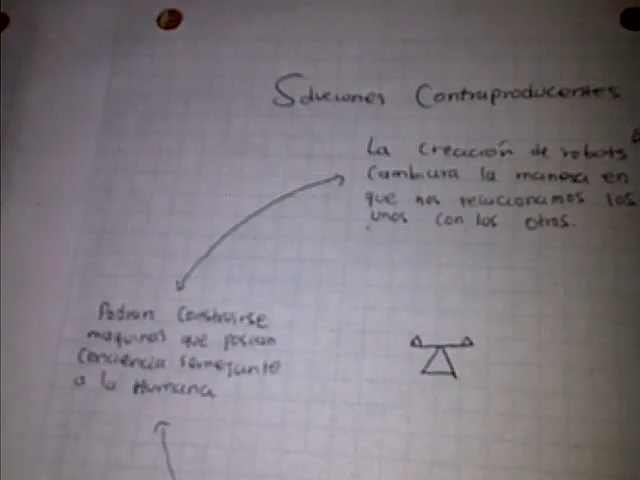 Soluciones Contraproducentes
La creación de robots
cambiara la manera en
que nos relacionamos los
unos con los otros.
Podran construirse
maquinas que posean
conciencia semejante
a la Humana